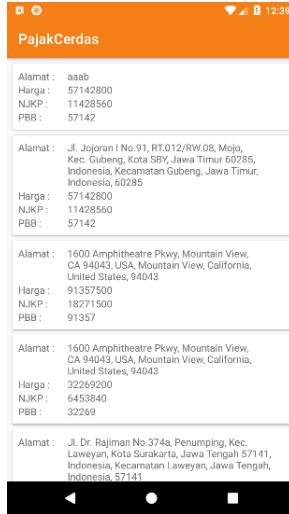 12:39
PajakCerdas
Alamat : aaab
Harga : 57142800
NJKP : 11428560
PBB : 57142
Alamat : Jl. Jojoran I No.91, RT.012/RW.08, Mojo,
Kec. Gubeng, Kota SBY, Jawa Timur 60285,
Indonesia, Kecamatan Gubeng, Jawa Timur,
Indonesia, 60285
Harga : 57142800
NJKP : 11428560
PBB : 57142
Alamat : 1600 Amphitheatre Pkwy, Mountain View,
CA 94043, USA, Mountain View, California,
United States, 94043
Harga : 91357500
NJKP : 18271500
PBB : 91357
Alamat : 1600 Amphitheatre Pkwy, Mountain View,
CA 94043, USA, Mountain View, California,
United States, 94043
Harga : 32269200
NJKP : 6453840
PBB : 32269
Alamat : Jl. Dr. Rajiman No.374a, Penumping, Kec.
Laweyan, Kota Surakarta, Jawa Tengah 57141,
Indonesia, Kecamatan Laweyan, Jawa Tengah,
Indonesia, 57141